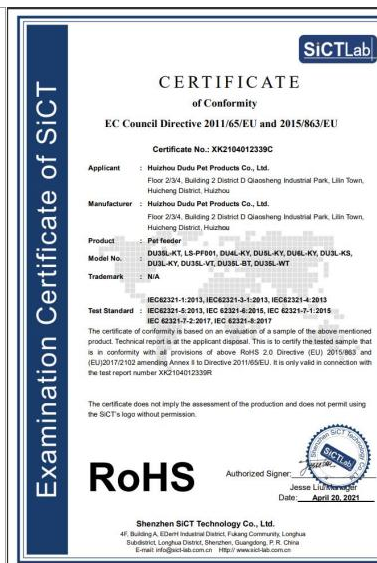 SiCTLab
Examination Certificate of SiCT
CERTIFICATE
of Conformity
EC Council Directive 2011/65/EU and 2015/863/EU
Certificate No.: XK2104012339C
Applicant : Huizhou Dudu Pet Products Co., Ltd.
Floor 2/3/4, Building 2 District D Qiaosheng Industrial Park, Lilin Town,
Huicheng District, Huizhou
Manufacturer : Huizhou Dudu Pet Products Co., Ltd.
Floor 2/3/4, Building 2 District D Qiaosheng Industrial Park, Lilin Town,
Huicheng District, Huizhou
Product : Pet feeder
Model No. : DU35L-KT, LS-PF001, DU4L-KY, DU5L-KY, DU6L-KY, DU3L-KS,
DU3L-KY, DU35L-VT, DU35L-BT, DU35L-WT
Trademark : N/A
IEC62321-1:2013, IEC62321-3-1:2013, IEC62321-4:2013
Test Standard : IEC62321-5:2013, IEC 62321-6:2015, IEC 62321-7-1:2015
IEC 62321-7-2:2017, IEC 62321-8:2017
The certificate of conformity is based on an evaluation of a sample of the above mentioned
product. Technical report is at the applicant disposal. This is to certify the tested sample that
is in conformity with all provisions of above RoHS 2.0 Directive (EU) 2015/863 and
(EU)2017/2102 amending Annex II to Directive 2011/65/EU. It is only valid in connection with
the test report number XK2104012339R
The certificate does not imply the assessment of the production and does not permit using
the SiCT's logo without permission.
RoHS
Shenzhen SiCT Technology Co., Ltd.
SiCTLab
Authorized Signer:
Jesse Liu/Manager
Date: April 20, 2021
Shenzhen SiCT Technology Co., Ltd.
4F, Building A, EDerH Industrial District, Fukang Community, Longhua
Subdistrict, Longhua District, Shenzhen, Guangdong, P. R. China
E-mail: info@sict-lab.com.cn Http:// www.sict-lab.com.cn